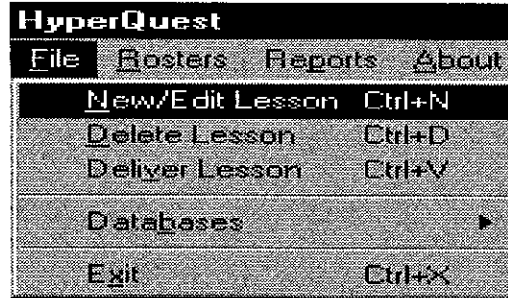 HyperQuest
File Rosters Reports About
New/Edit Lesson Ctrl+N
Delete Lesson Ctrl+D
Deliver Lesson Ctrl+V
Databases
Exit Ctrl+X